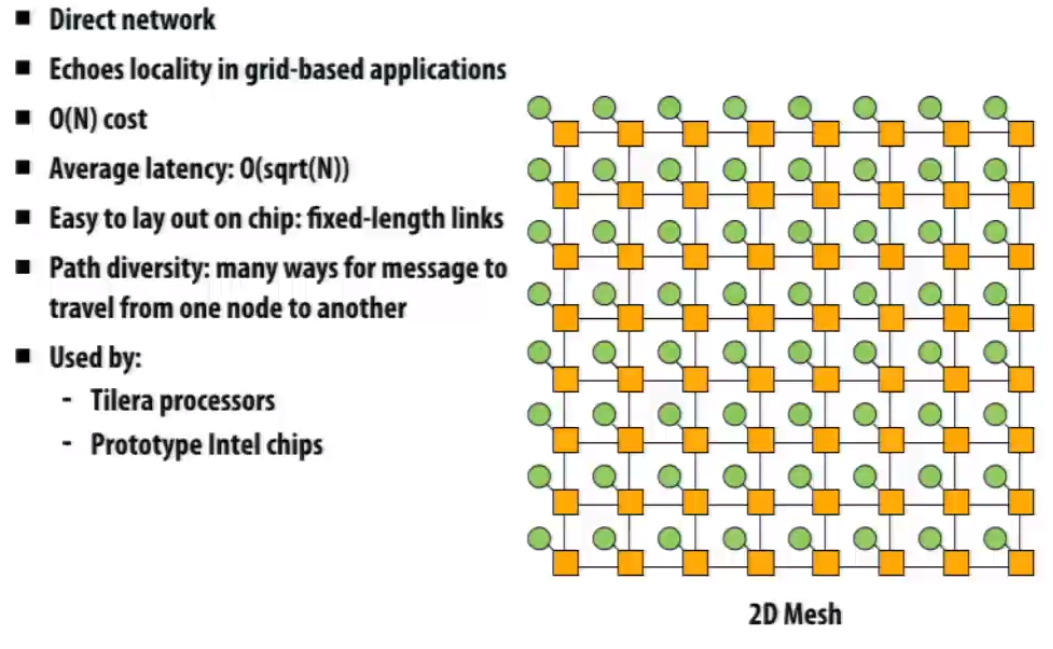 ■ Direct network
■ Echoes locality in grid-based applications
■ O(N) cost
■ Average latency: O(sqrt(N))
■ Easy to lay out on chip: fixed-length links
■ Path diversity: many ways for message to
travel from one node to another
■ Used by:
- Tilera processors
- Prototype Intel chips
2D Mesh